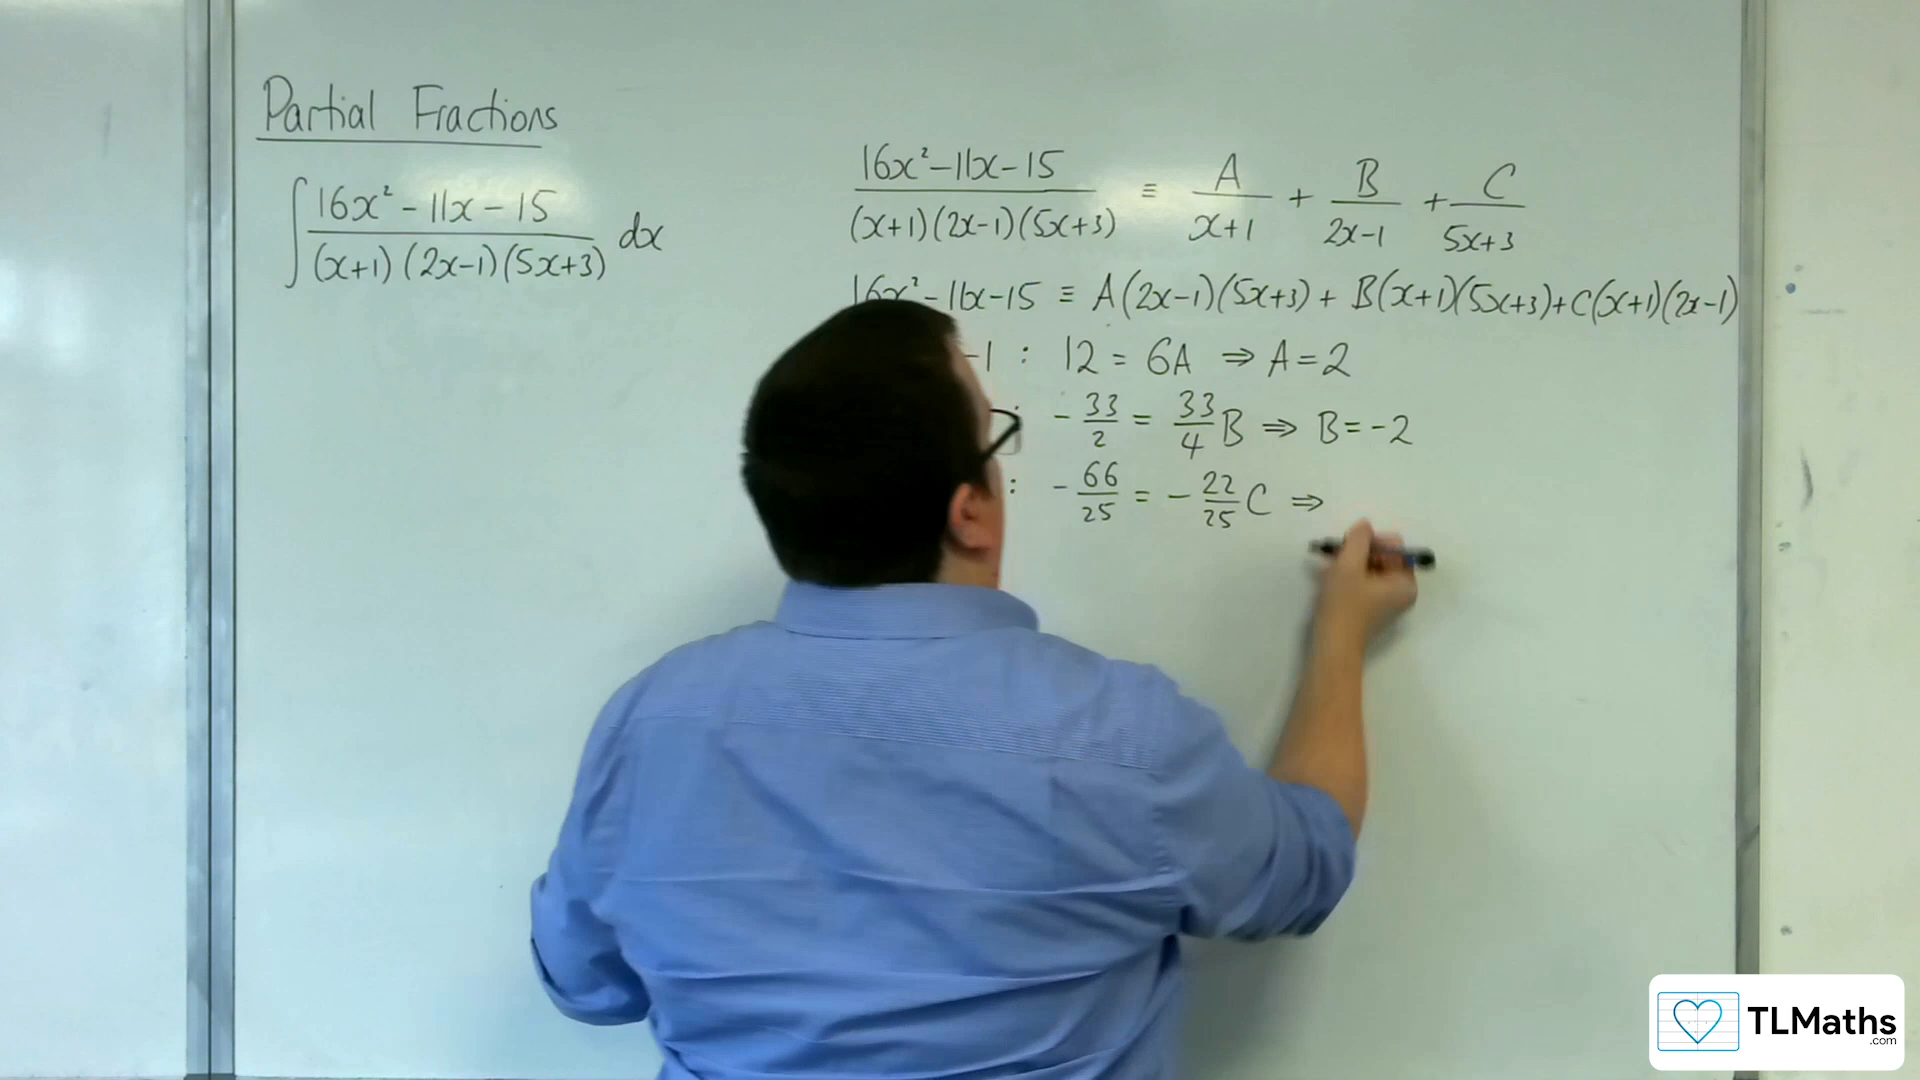 Partial Fractions
∫ 16x² - 11x - 15 / (x+1)(2x-1)(5x+3) dx
16x² - 11x - 15 / (x+1)(2x-1)(5x+3) ≡ A / x+1 + B / 2x-1 + C / 5x+3
16x² - 11x - 15 ≡ A(2x-1)(5x+3) + B(x+1)(5x+3) + C(x+1)(2x-1)
-1 : 12 = 6A ⇒ A = 2
: - 33/2 = 33/4 B ⇒ B = -2
: - 66/25 = - 22/25 C ⇒
TLMaths
.com